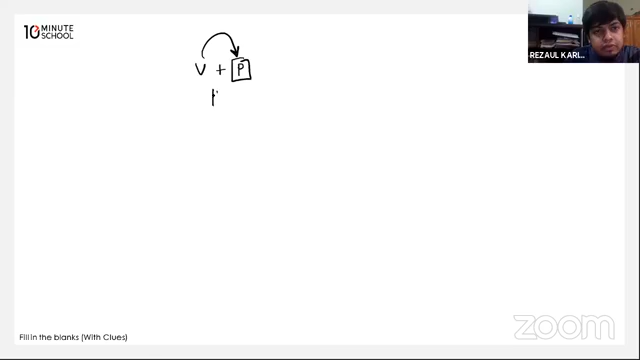 10 MINUTE
SCHOOL
V + P
REZAUL KARI
Fill in the blanks (With Clues)
zoom